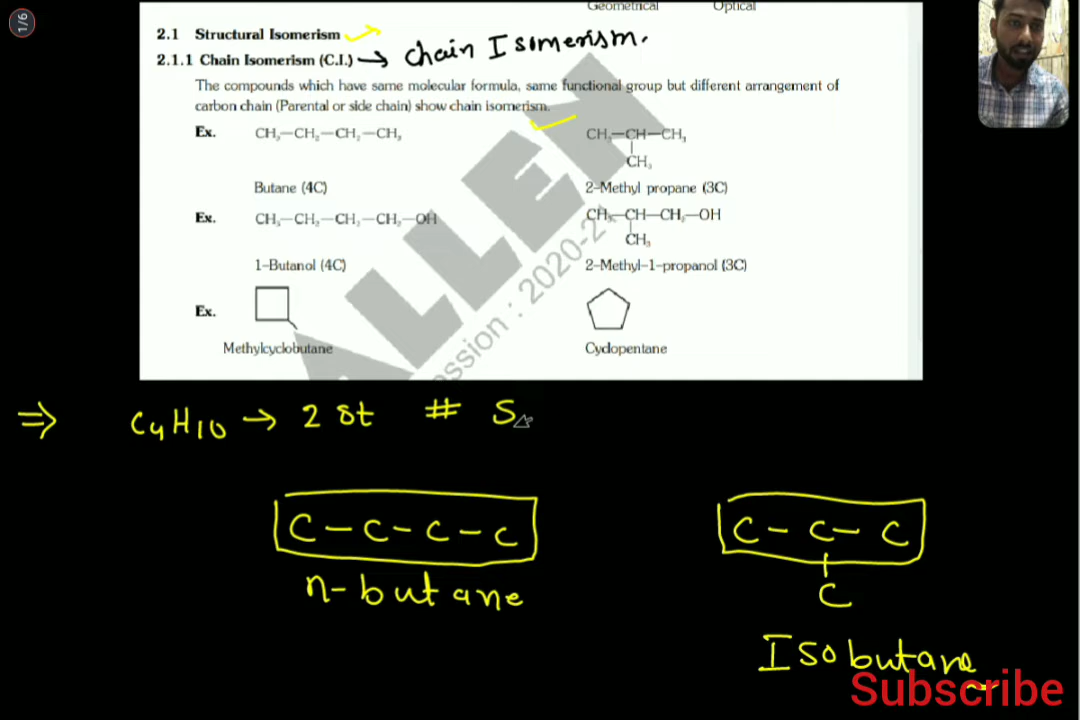 1/6
Geometrical Optical
2.1 Structural Isomerism
2.1.1 Chain Isomerism (C.I.) → chain Isomerism.
The compounds which have same molecular formula, same functional group but different arrangement of
carbon chain (Parental or side chain) show chain isomerism.
Ex. CH₃—CH₂—CH₂—CH₃ CH₃—CH—CH₃
CH₃
Butane (4C) 2-Methyl propane (3C)
Ex. CH₃—CH₂—CH₂—CH₂—OH CH₃—CH—CH₂—OH
CH₃
1-Butanol (4C) 2-Methyl-1-propanol (3C)
Ex.
Methylcyclobutane Cyclopentane
ALLEN
ession : 2020-21
⇒ C4H10 → 2 St # S
C - C - C - C C - C - C
C
n-butane
Isobutane
Subscribe